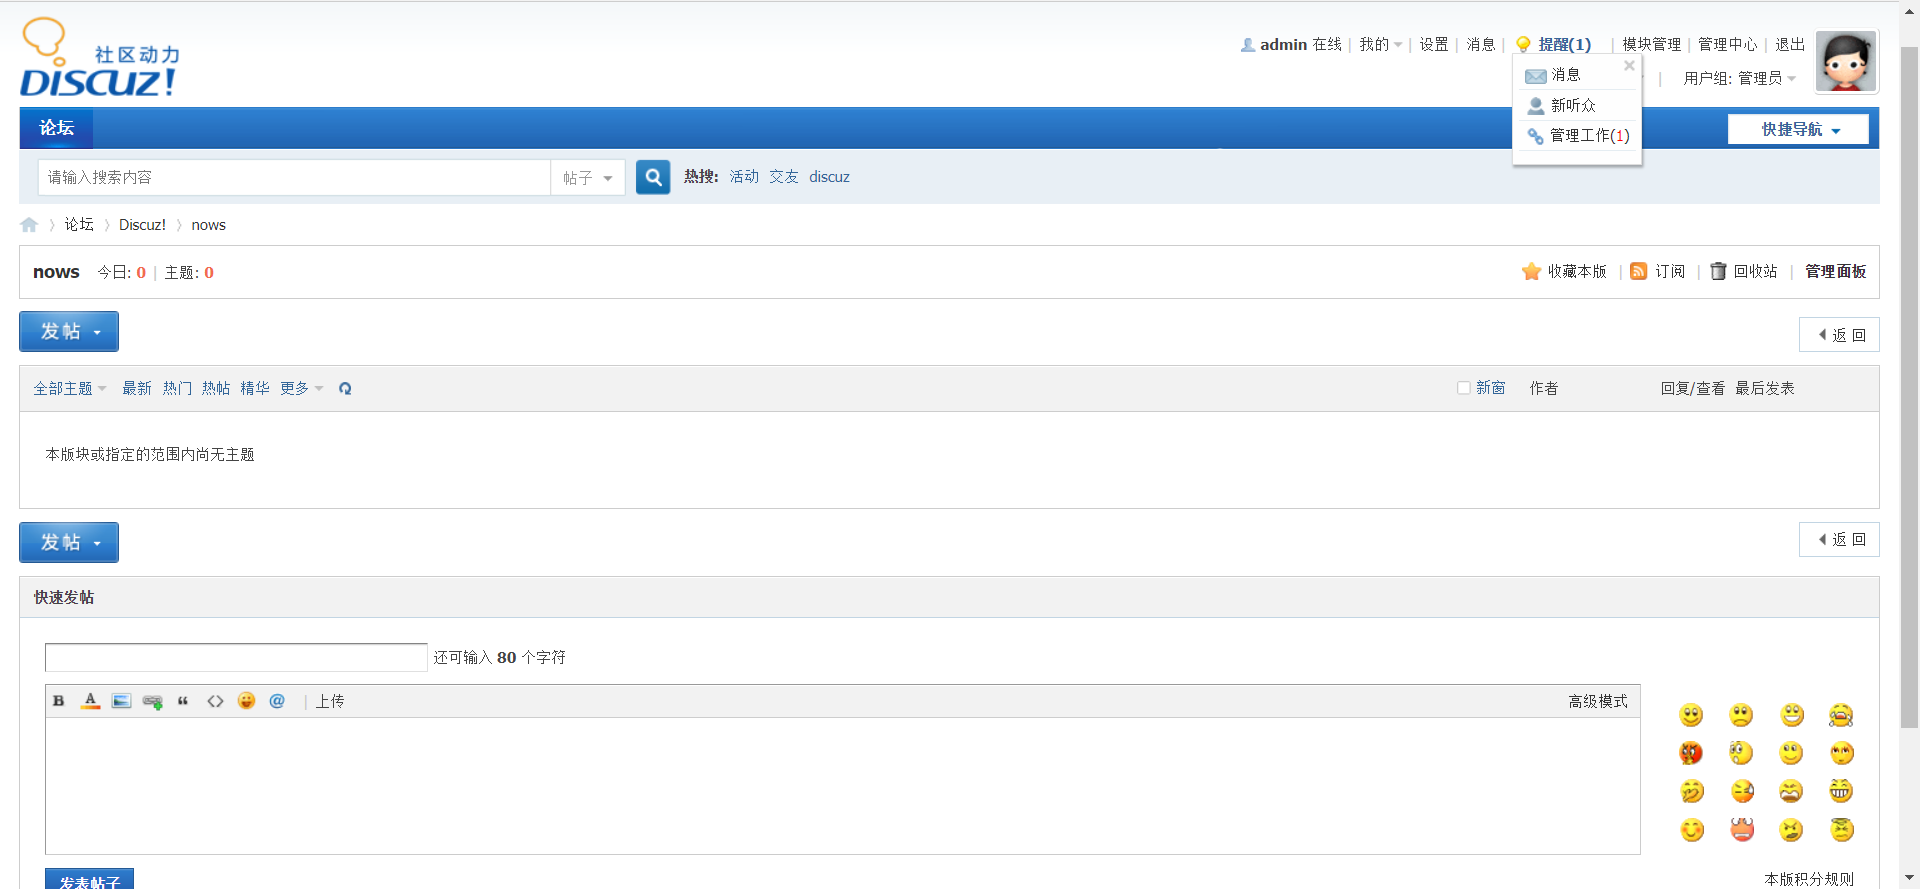 社区动力
DISCUZ!
admin 在线 | 我的 | 设置 | 消息 | 提醒(1) | 模块管理 | 管理中心 | 退出
| 用户组: 管理员
消息
新听众
管理工作(1)
论坛
快捷导航
请输入搜索内容 帖子 热搜: 活动 交友 discuz
论坛 › Discuz! › nows
nows 今日: 0 | 主题: 0
收藏本版 | 订阅 | 回收站 | 管理面板
发帖
返 回
全部主题 最新 热门 热帖 精华 更多 新窗 作者 回复/查看 最后发表
本版块或指定的范围内尚无主题
发帖
返 回
快速发帖
还可输入 80 个字符
B A “ <> @ | 上传 高级模式
发表帖子
本版积分规则